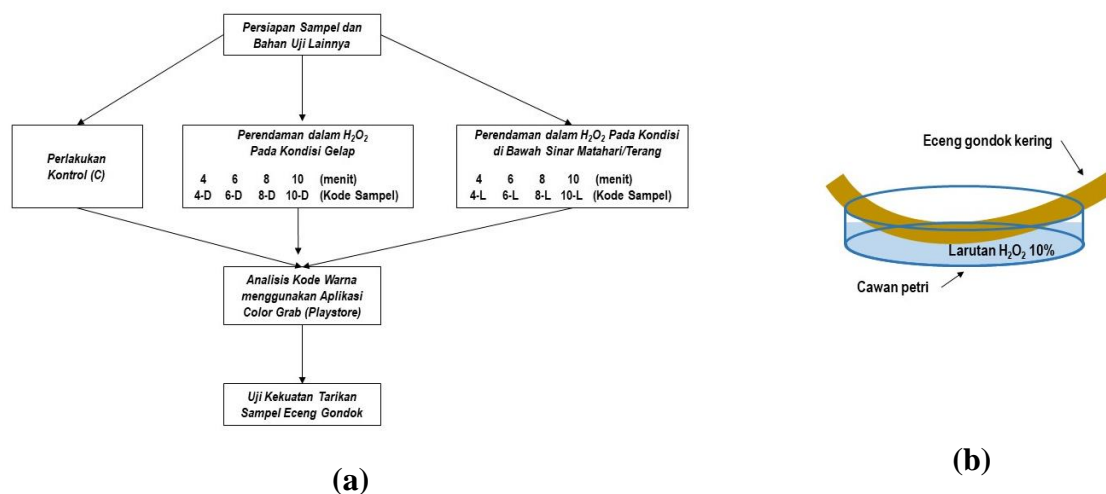 Persiapan Sampel dan
Bahan Uji Lainnya
Perlakukan
Kontrol (C)
Perendaman dalam H₂O₂
Pada Kondisi Gelap
4 6 8 10 (menit)
4-D 6-D 8-D 10-D (Kode Sampel)
Perendaman dalam H₂O₂ Pada Kondisi
di Bawah Sinar Matahari/Terang
4 6 8 10 (menit)
4-L 6-L 8-L 10-L (Kode Sampel)
Analisis Kode Warna
menggunakan Aplikasi
Color Grab (Playstore)
Uji Kekuatan Tarikan
Sampel Eceng Gondok
(a)
Eceng gondok kering
Larutan H₂O₂ 10%
Cawan petri
(b)